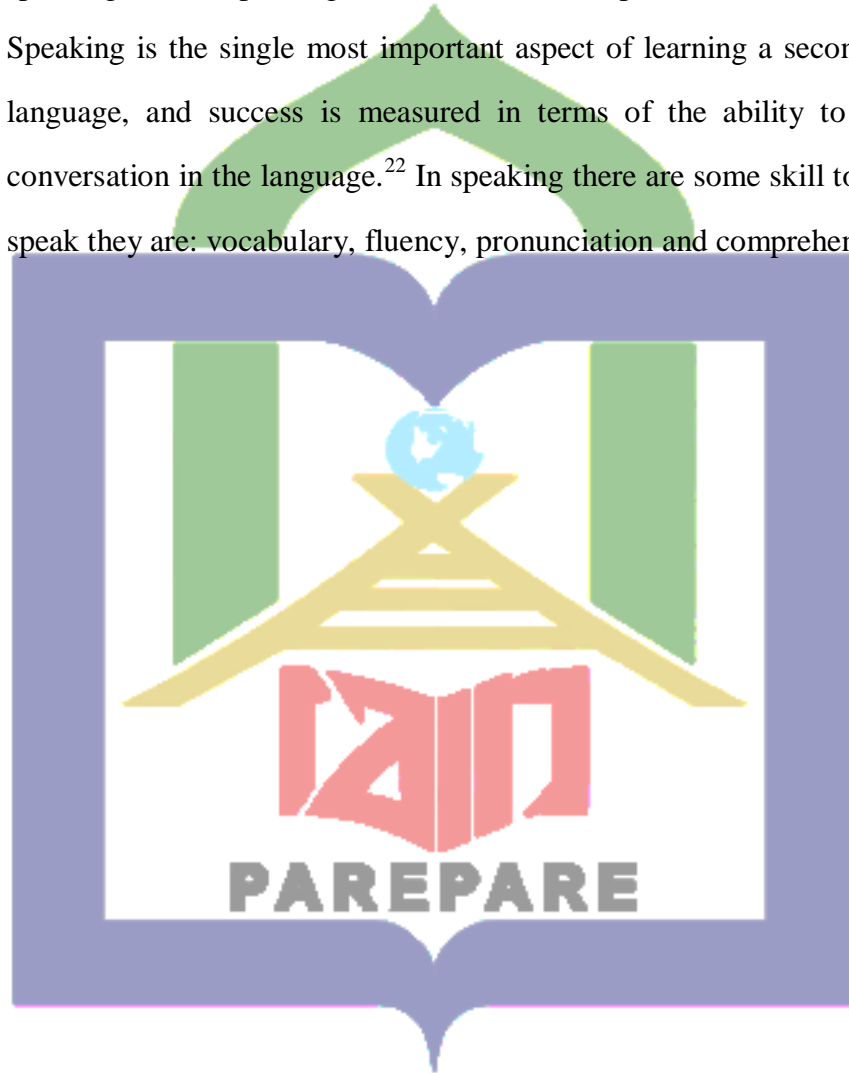 Speaking is the single most important aspect of learning a secon
language, and success is measured in terms of the ability to
conversation in the language.²² In speaking there are some skill to
speak they are: vocabulary, fluency, pronunciation and comprehen
iain
PAREPARE